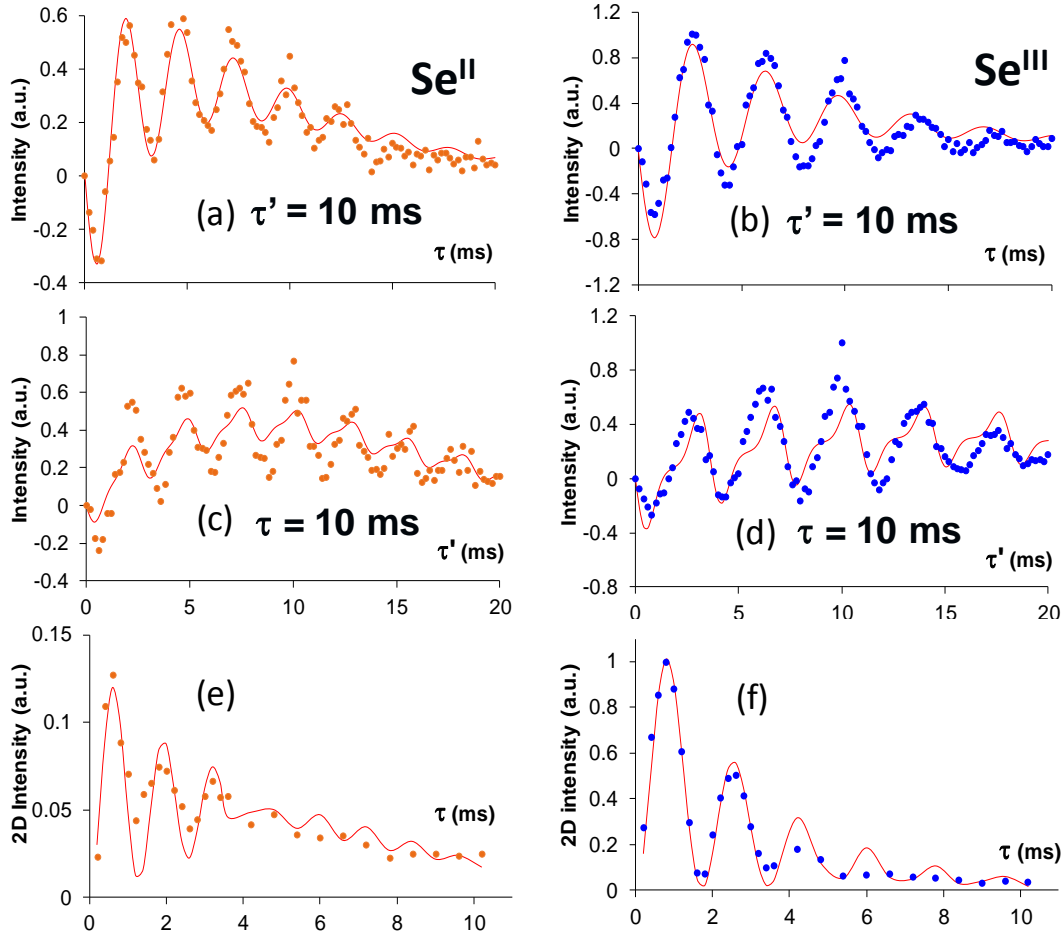 Intensity (a.u.)
0.6
0.4
0.2
0
-0.2
-0.4
Se^II
(a) τ' = 10 ms
τ (ms)
Intensity (a.u.)
1.2
0.8
0.4
0.0
-0.4
-0.8
-1.2
Se^III
(b) τ' = 10 ms
τ (ms)
Intensity (a.u.)
1
0.8
0.6
0.4
0.2
0
-0.2
-0.4
(c) τ = 10 ms
τ' (ms)
0 5 10 15 20
Intensity (a.u.)
1.2
0.8
0.4
0.0
-0.4
-0.8
(d) τ = 10 ms
τ' (ms)
0 5 10 15 20
2D Intensity (a.u.)
0.15
0.1
0.05
0
(e)
τ (ms)
0 2 4 6 8 10
2D intensity (a.u.)
1
0.8
0.6
0.4
0.2
0
(f)
τ (ms)
0 2 4 6 8 10